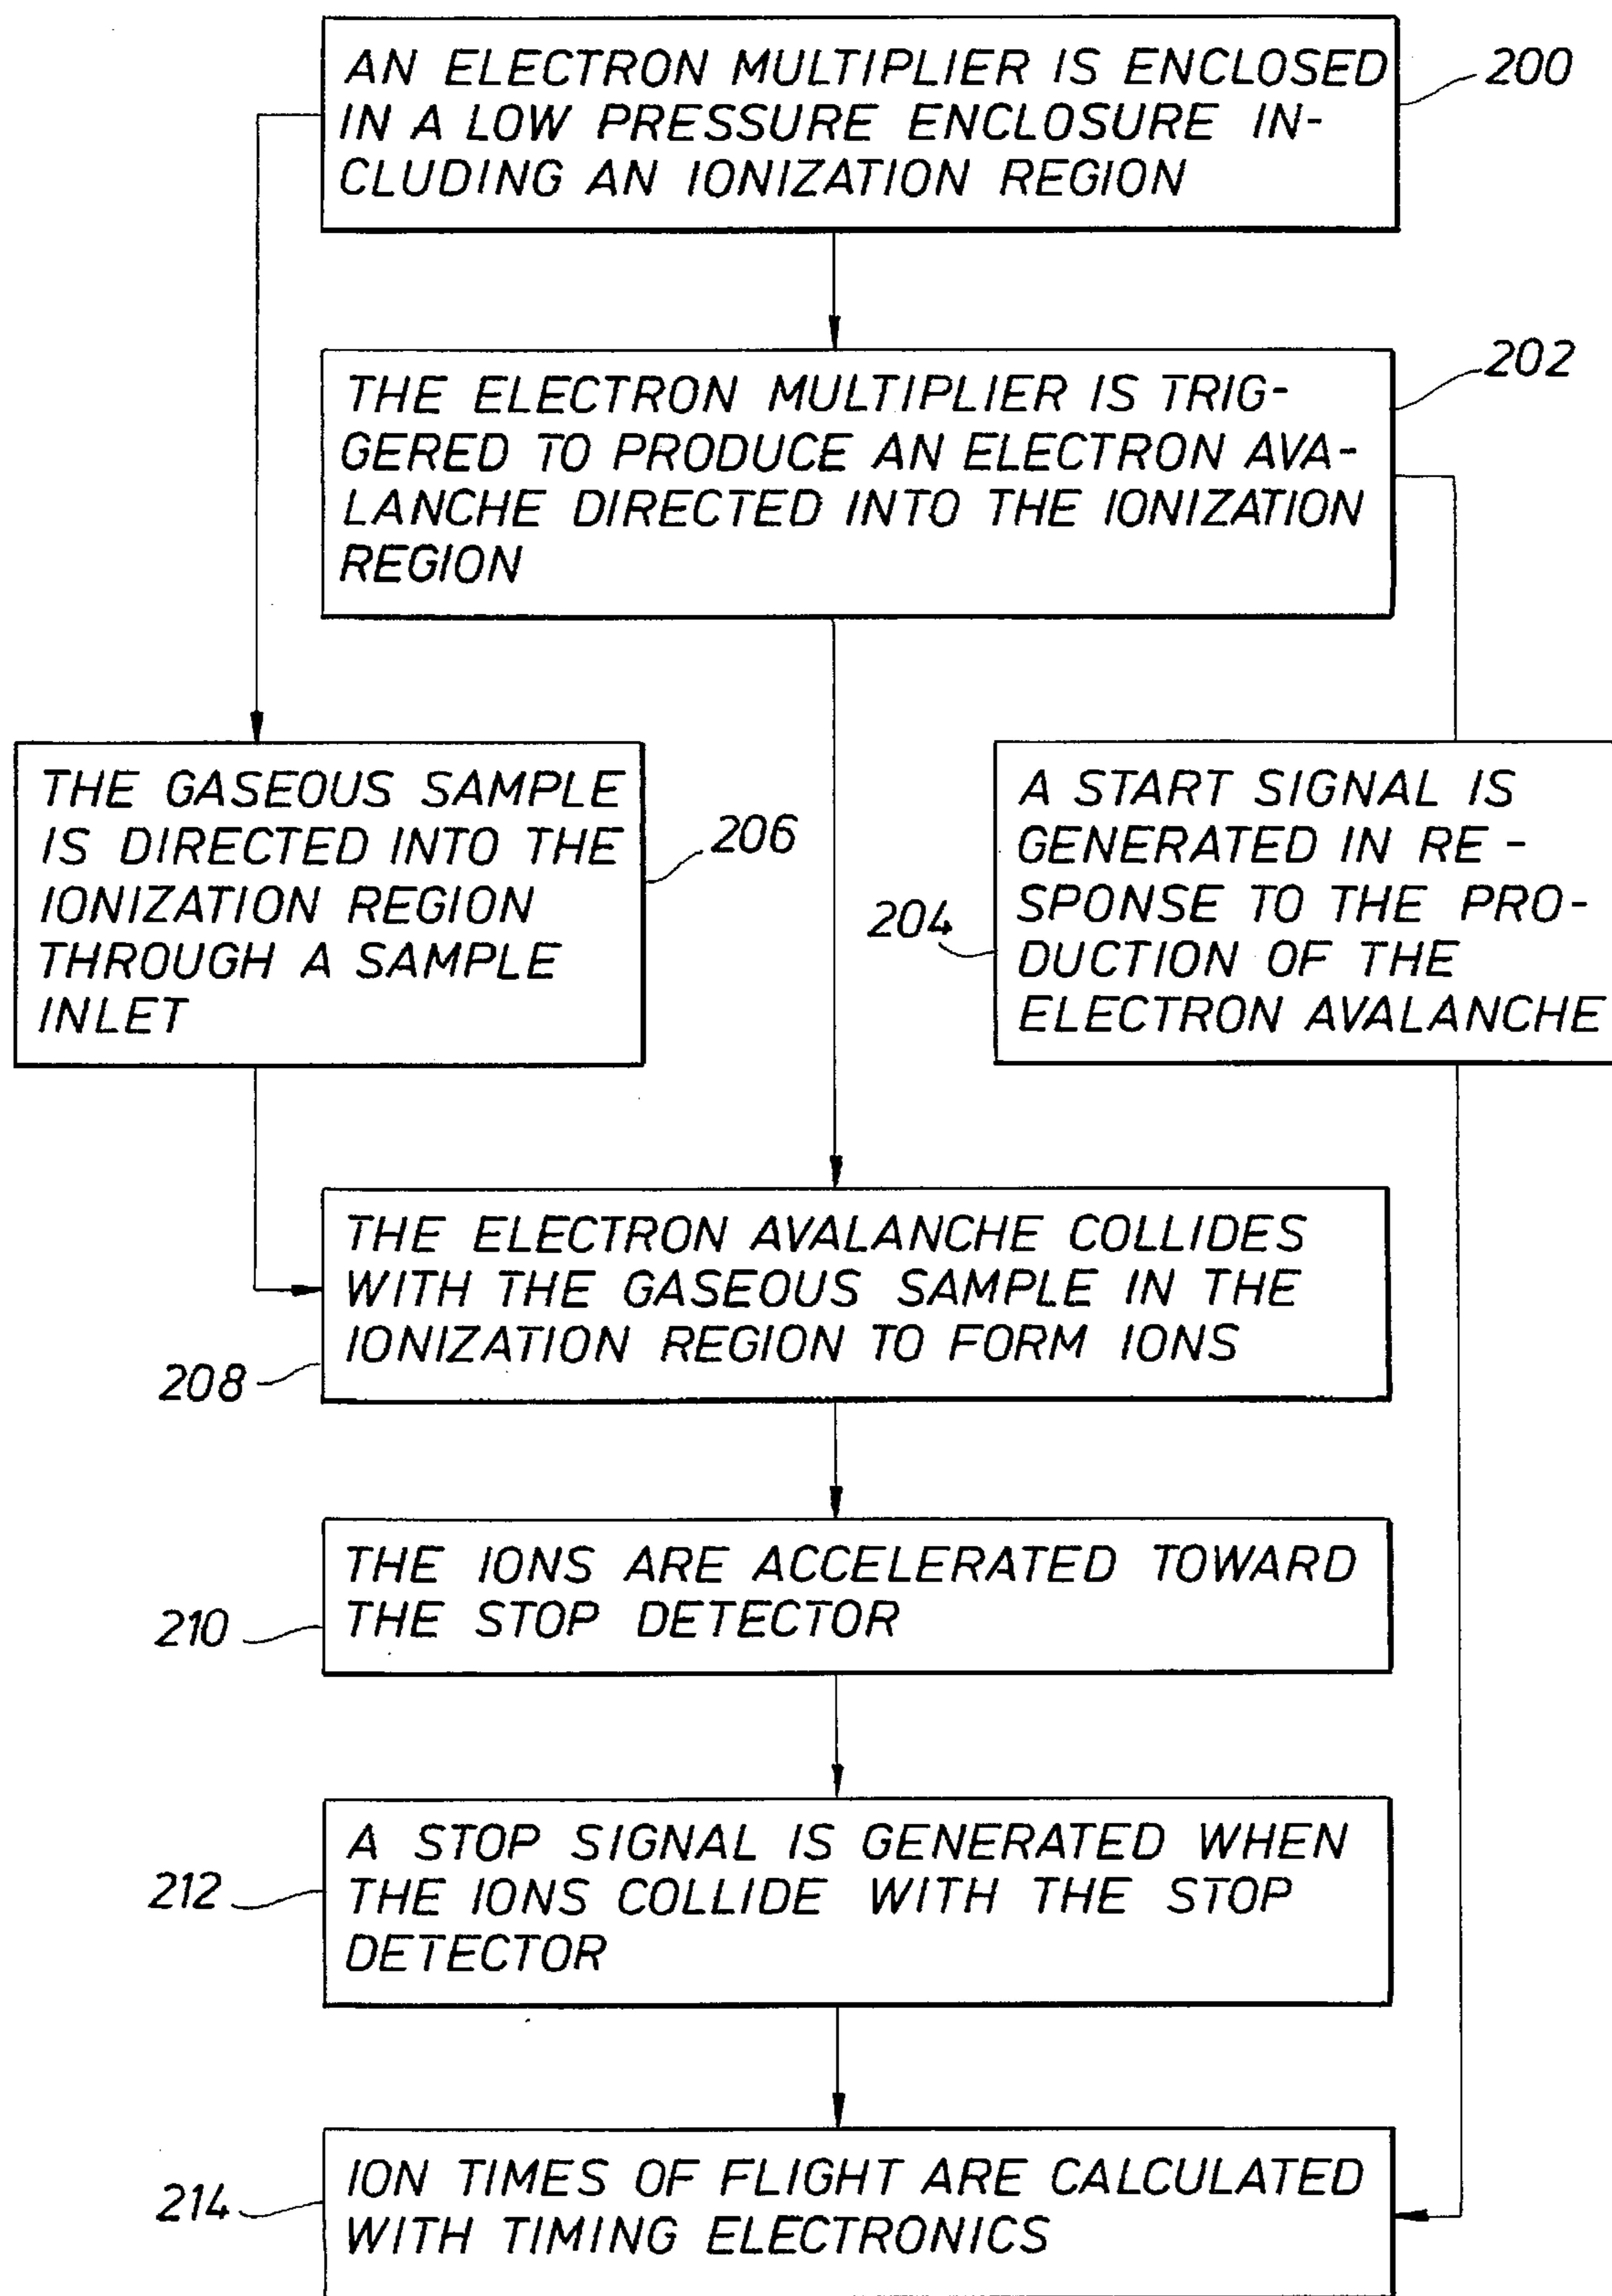 AN ELECTRON MULTIPLIER IS ENCLOSED
IN A LOW PRESSURE ENCLOSURE IN-
CLUDING AN IONIZATION REGION
200
THE ELECTRON MULTIPLIER IS TRIG-
GERED TO PRODUCE AN ELECTRON AVA-
LANCHE DIRECTED INTO THE IONIZATION
REGION
202
THE GASEOUS SAMPLE
IS DIRECTED INTO THE
IONIZATION REGION
THROUGH A SAMPLE
INLET
206
A START SIGNAL IS
GENERATED IN RE-
SPONSE TO THE PRO-
DUCTION OF THE
ELECTRON AVALANCHE
204
THE ELECTRON AVALANCHE COLLIDES
WITH THE GASEOUS SAMPLE IN THE
IONIZATION REGION TO FORM IONS
208
THE IONS ARE ACCELERATED TOWARD
THE STOP DETECTOR
210
A STOP SIGNAL IS GENERATED WHEN
THE IONS COLLIDE WITH THE STOP
DETECTOR
212
ION TIMES OF FLIGHT ARE CALCULATED
WITH TIMING ELECTRONICS
214